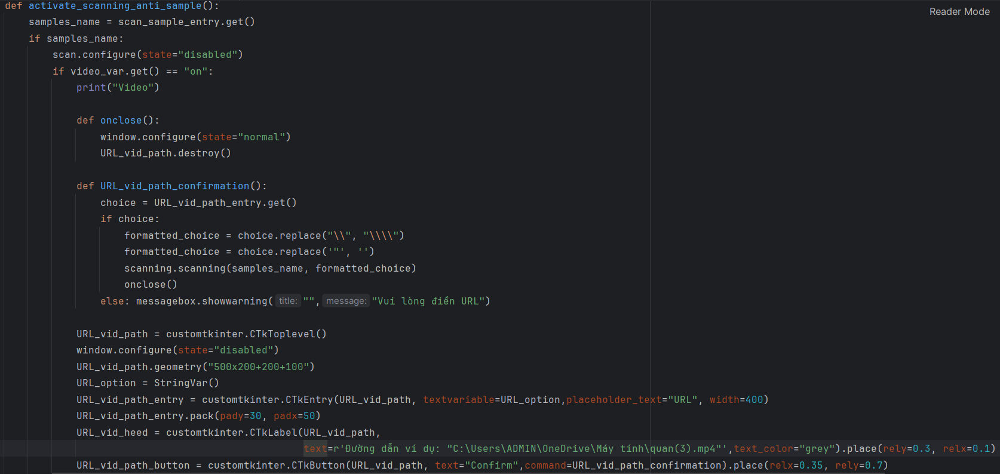 def activate_scanning_anti_sample():
Reader Mode
    samples_name = scan_sample_entry.get()
    if samples_name:
        scan.configure(state="disabled")
        if video_var.get() == "on":
            print("Video")

            def onclose():
                window.configure(state="normal")
                URL_vid_path.destroy()

            def URL_vid_path_confirmation():
                choice = URL_vid_path_entry.get()
                if choice:
                    formatted_choice = choice.replace("\\", "\\\\")
                    formatted_choice = choice.replace('"', '')
                    scanning.scanning(samples_name, formatted_choice)
                    onclose()
                else: messagebox.showwarning( title: "", message: "Vui lòng điền URL")

            URL_vid_path = customtkinter.CTkToplevel()
            window.configure(state="disabled")
            URL_vid_path.geometry("500x200+200+100")
            URL_option = StringVar()
            URL_vid_path_entry = customtkinter.CTkEntry(URL_vid_path, textvariable=URL_option,placeholder_text="URL", width=400)
            URL_vid_path_entry.pack(pady=30, padx=50)
            URL_vid_heed = customtkinter.CTkLabel(URL_vid_path,
                                                  text=r'Đường dẫn ví dụ: "C:\Users\ADMIN\OneDrive\Máy tính\quan(3).mp4"',text_color="grey").place(rely=0.3, relx=0.1)
            URL_vid_path_button = customtkinter.CTkButton(URL_vid_path, text="Confirm",command=URL_vid_path_confirmation).place(relx=0.35, rely=0.7)